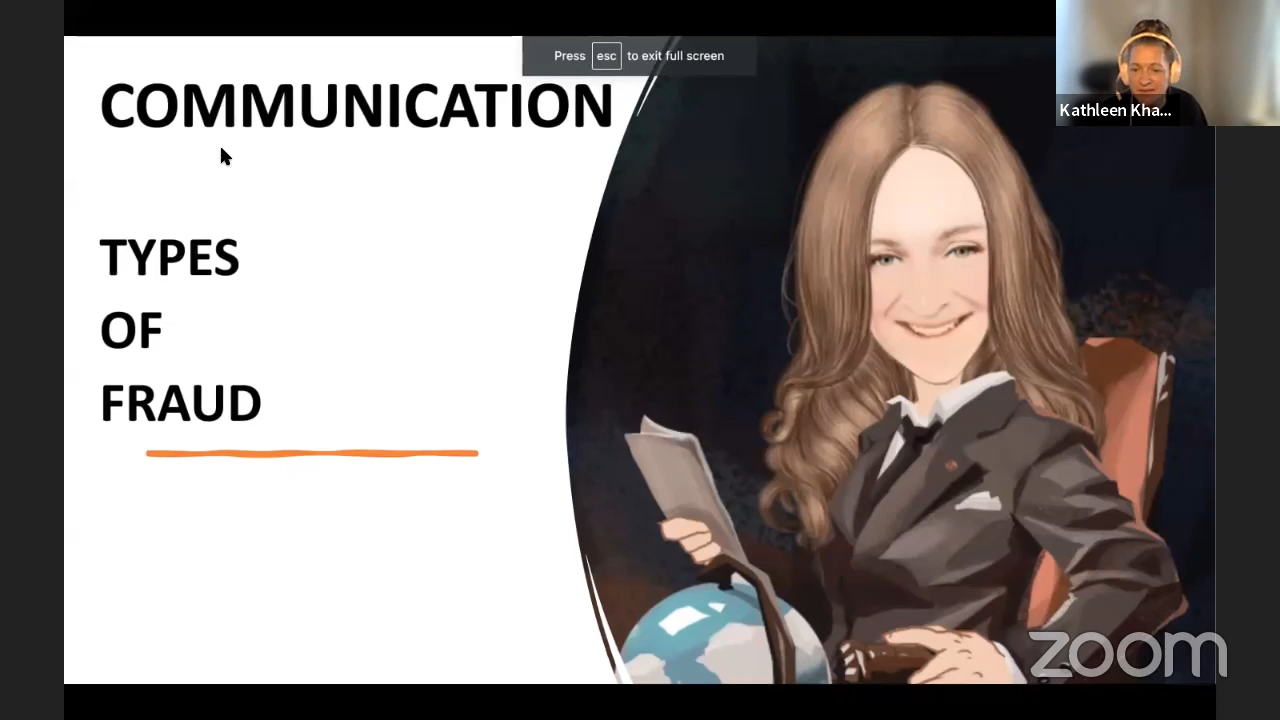 Press esc to exit full screen
COMMUNICATION
TYPES
OF
FRAUD
Kathleen Kha...
zoom